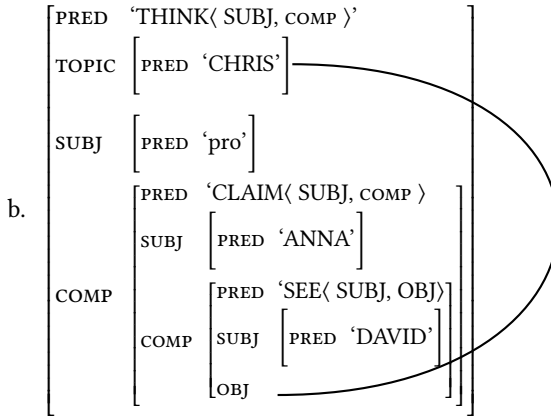 PRED ‘THINK⟨ SUBJ, COMP ⟩’
TOPIC [PRED ‘CHRIS’]
SUBJ [PRED ‘pro’]
b.
PRED ‘CLAIM⟨ SUBJ, COMP ⟩
SUBJ [PRED ‘ANNA’]
COMP
PRED ‘SEE⟨ SUBJ, OBJ⟩
COMP SUBJ [PRED ‘DAVID’]
OBJ